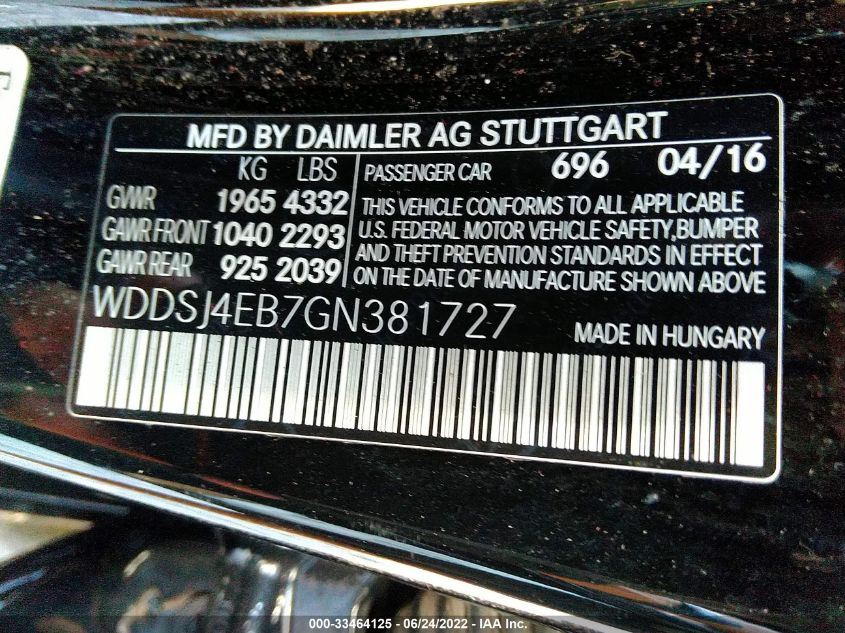 MFD BY DAIMLER AG STUTTGART
KG LBS
GVWR 1965 4332
GAWR FRONT 1040 2293
GAWR REAR 925 2039
PASSENGER CAR 696 04/16
THIS VEHICLE CONFORMS TO ALL APPLICABLE
U.S. FEDERAL MOTOR VEHICLE SAFETY,BUMPER
AND THEFT PREVENTION STANDARDS IN EFFECT
ON THE DATE OF MANUFACTURE SHOWN ABOVE
WDDSJ4EB7GN381727
MADE IN HUNGARY
000-33464125 - 06/24/2022 - IAA Inc.